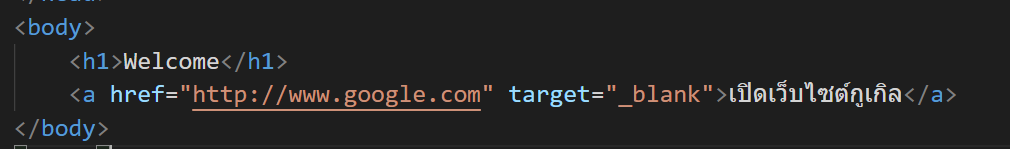 <body>
<h1>Welcome</h1>
<a href="http://www.google.com" target="_blank">เปิดเว็บไซต์กูเกิล</a>
</body>